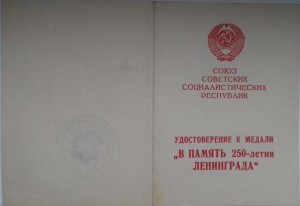 СОЮЗ
СОВЕТСКИХ
СОЦИАЛИСТИЧЕСКИХ
РЕСПУБЛИК
УДОСТОВЕРЕНИЕ К МЕДАЛИ
„В ПАМЯТЬ 250-летия
ЛЕНИНГРАДА“